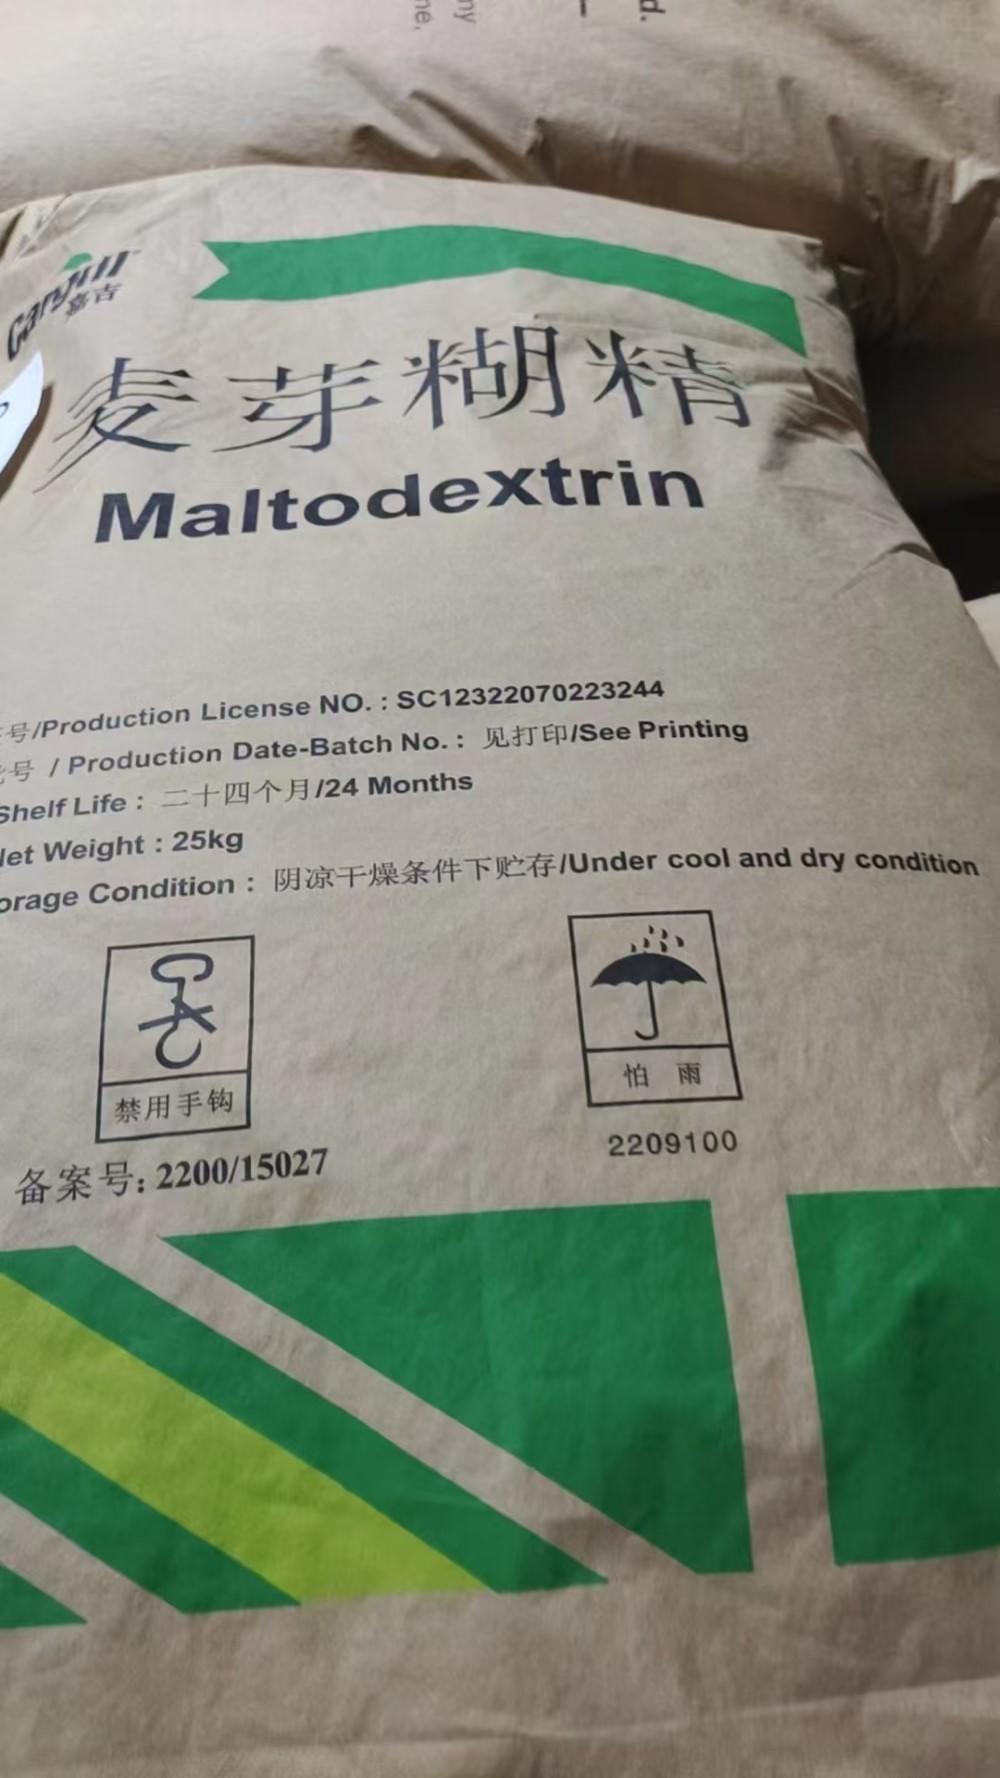 ny
ne,
d.
Cargill
嘉吉
麦芽糊精
Maltodextrin
号/Production License NO. : SC12322070223244
号 / Production Date-Batch No. : 见打印/See Printing
Shelf Life : 二十四个月/24 Months
Net Weight : 25kg
orage Condition : 阴凉干燥条件下贮存/Under cool and dry condition
禁用手钩
怕 雨
备案号: 2200/15027
2209100